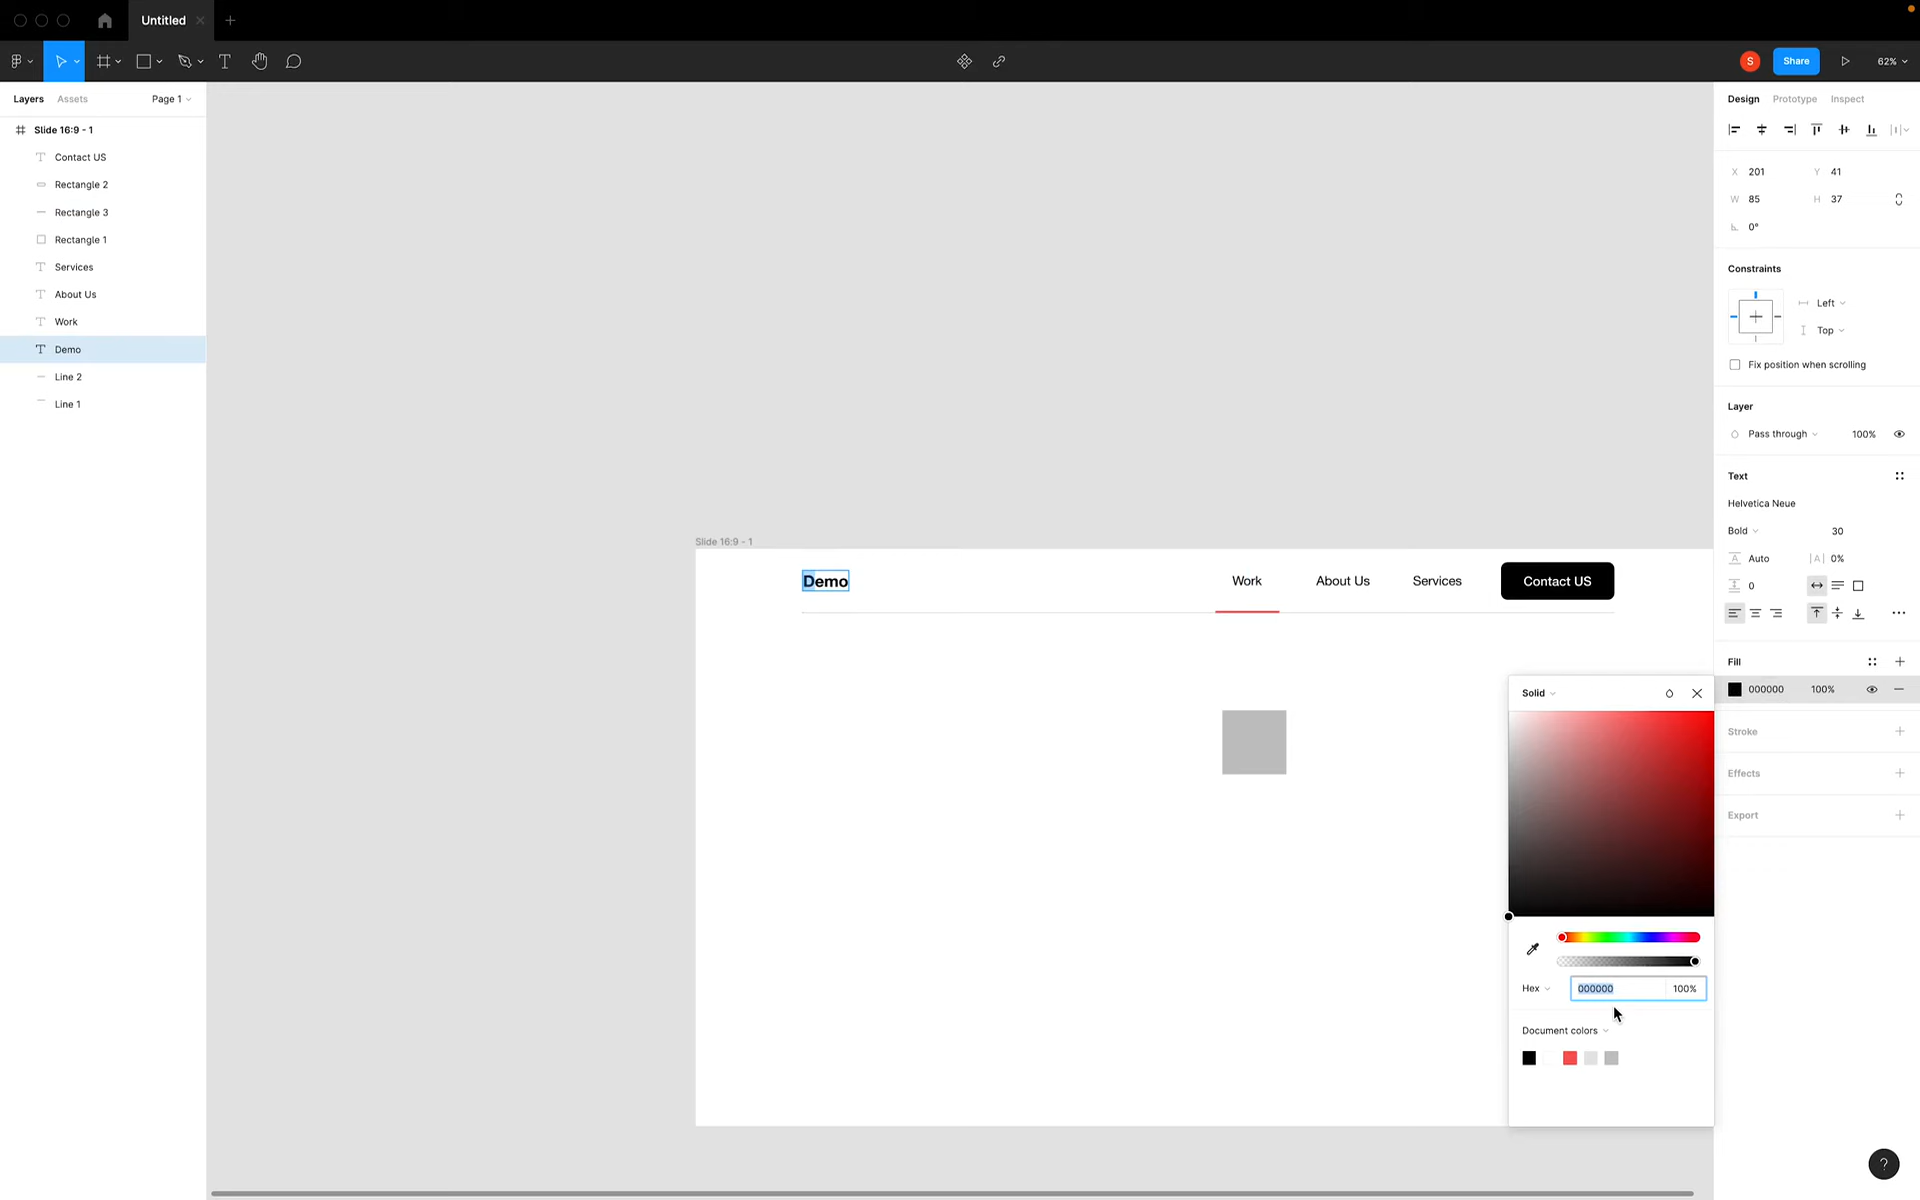 Untitled
S
Share
62%
Layers
Assets
Page 1
Design
Prototype
Inspect
Slide 16:9 - 1
Contact US
Rectangle 2
Rectangle 3
Rectangle 1
Services
About Us
Work
Demo
Line 2
Line 1
X 201
Y 41
W 85
H 37
0°
Constraints
Left
Top
Fix position when scrolling
Layer
Pass through
100%
Text
Helvetica Neue
Bold
30
A Auto
|A| 0%
0
Slide 16:9 - 1
Demo
Work
About Us
Services
Contact US
Fill
000000
100%
Stroke
Effects
Export
Solid
Hex
000000
100%
Document colors
?